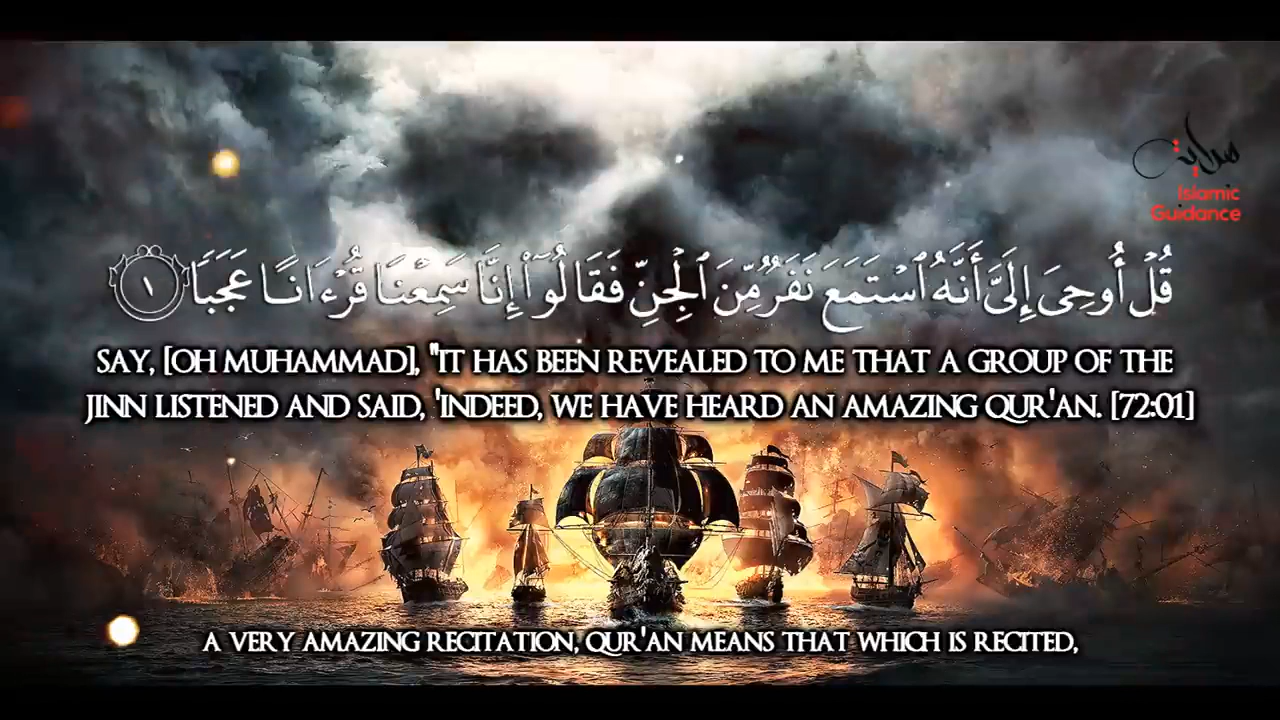 هداية
Islamic
Guidance
قُلْ أُوحِىَ إِلَىَّ أَنَّهُ ٱسْتَمَعَ نَفَرٌ مِّنَ ٱلْجِنِّ فَقَالُوٓا۟ إِنَّا سَمِعْنَا قُرْءَانًا عَجَبًا ١
SAY, [OH MUHAMMAD], "IT HAS BEEN REVEALED TO ME THAT A GROUP OF THE
JINN LISTENED AND SAID, 'INDEED, WE HAVE HEARD AN AMAZING QUR'AN. [72:01]
A VERY AMAZING RECITATION, QUR'AN MEANS THAT WHICH IS RECITED,